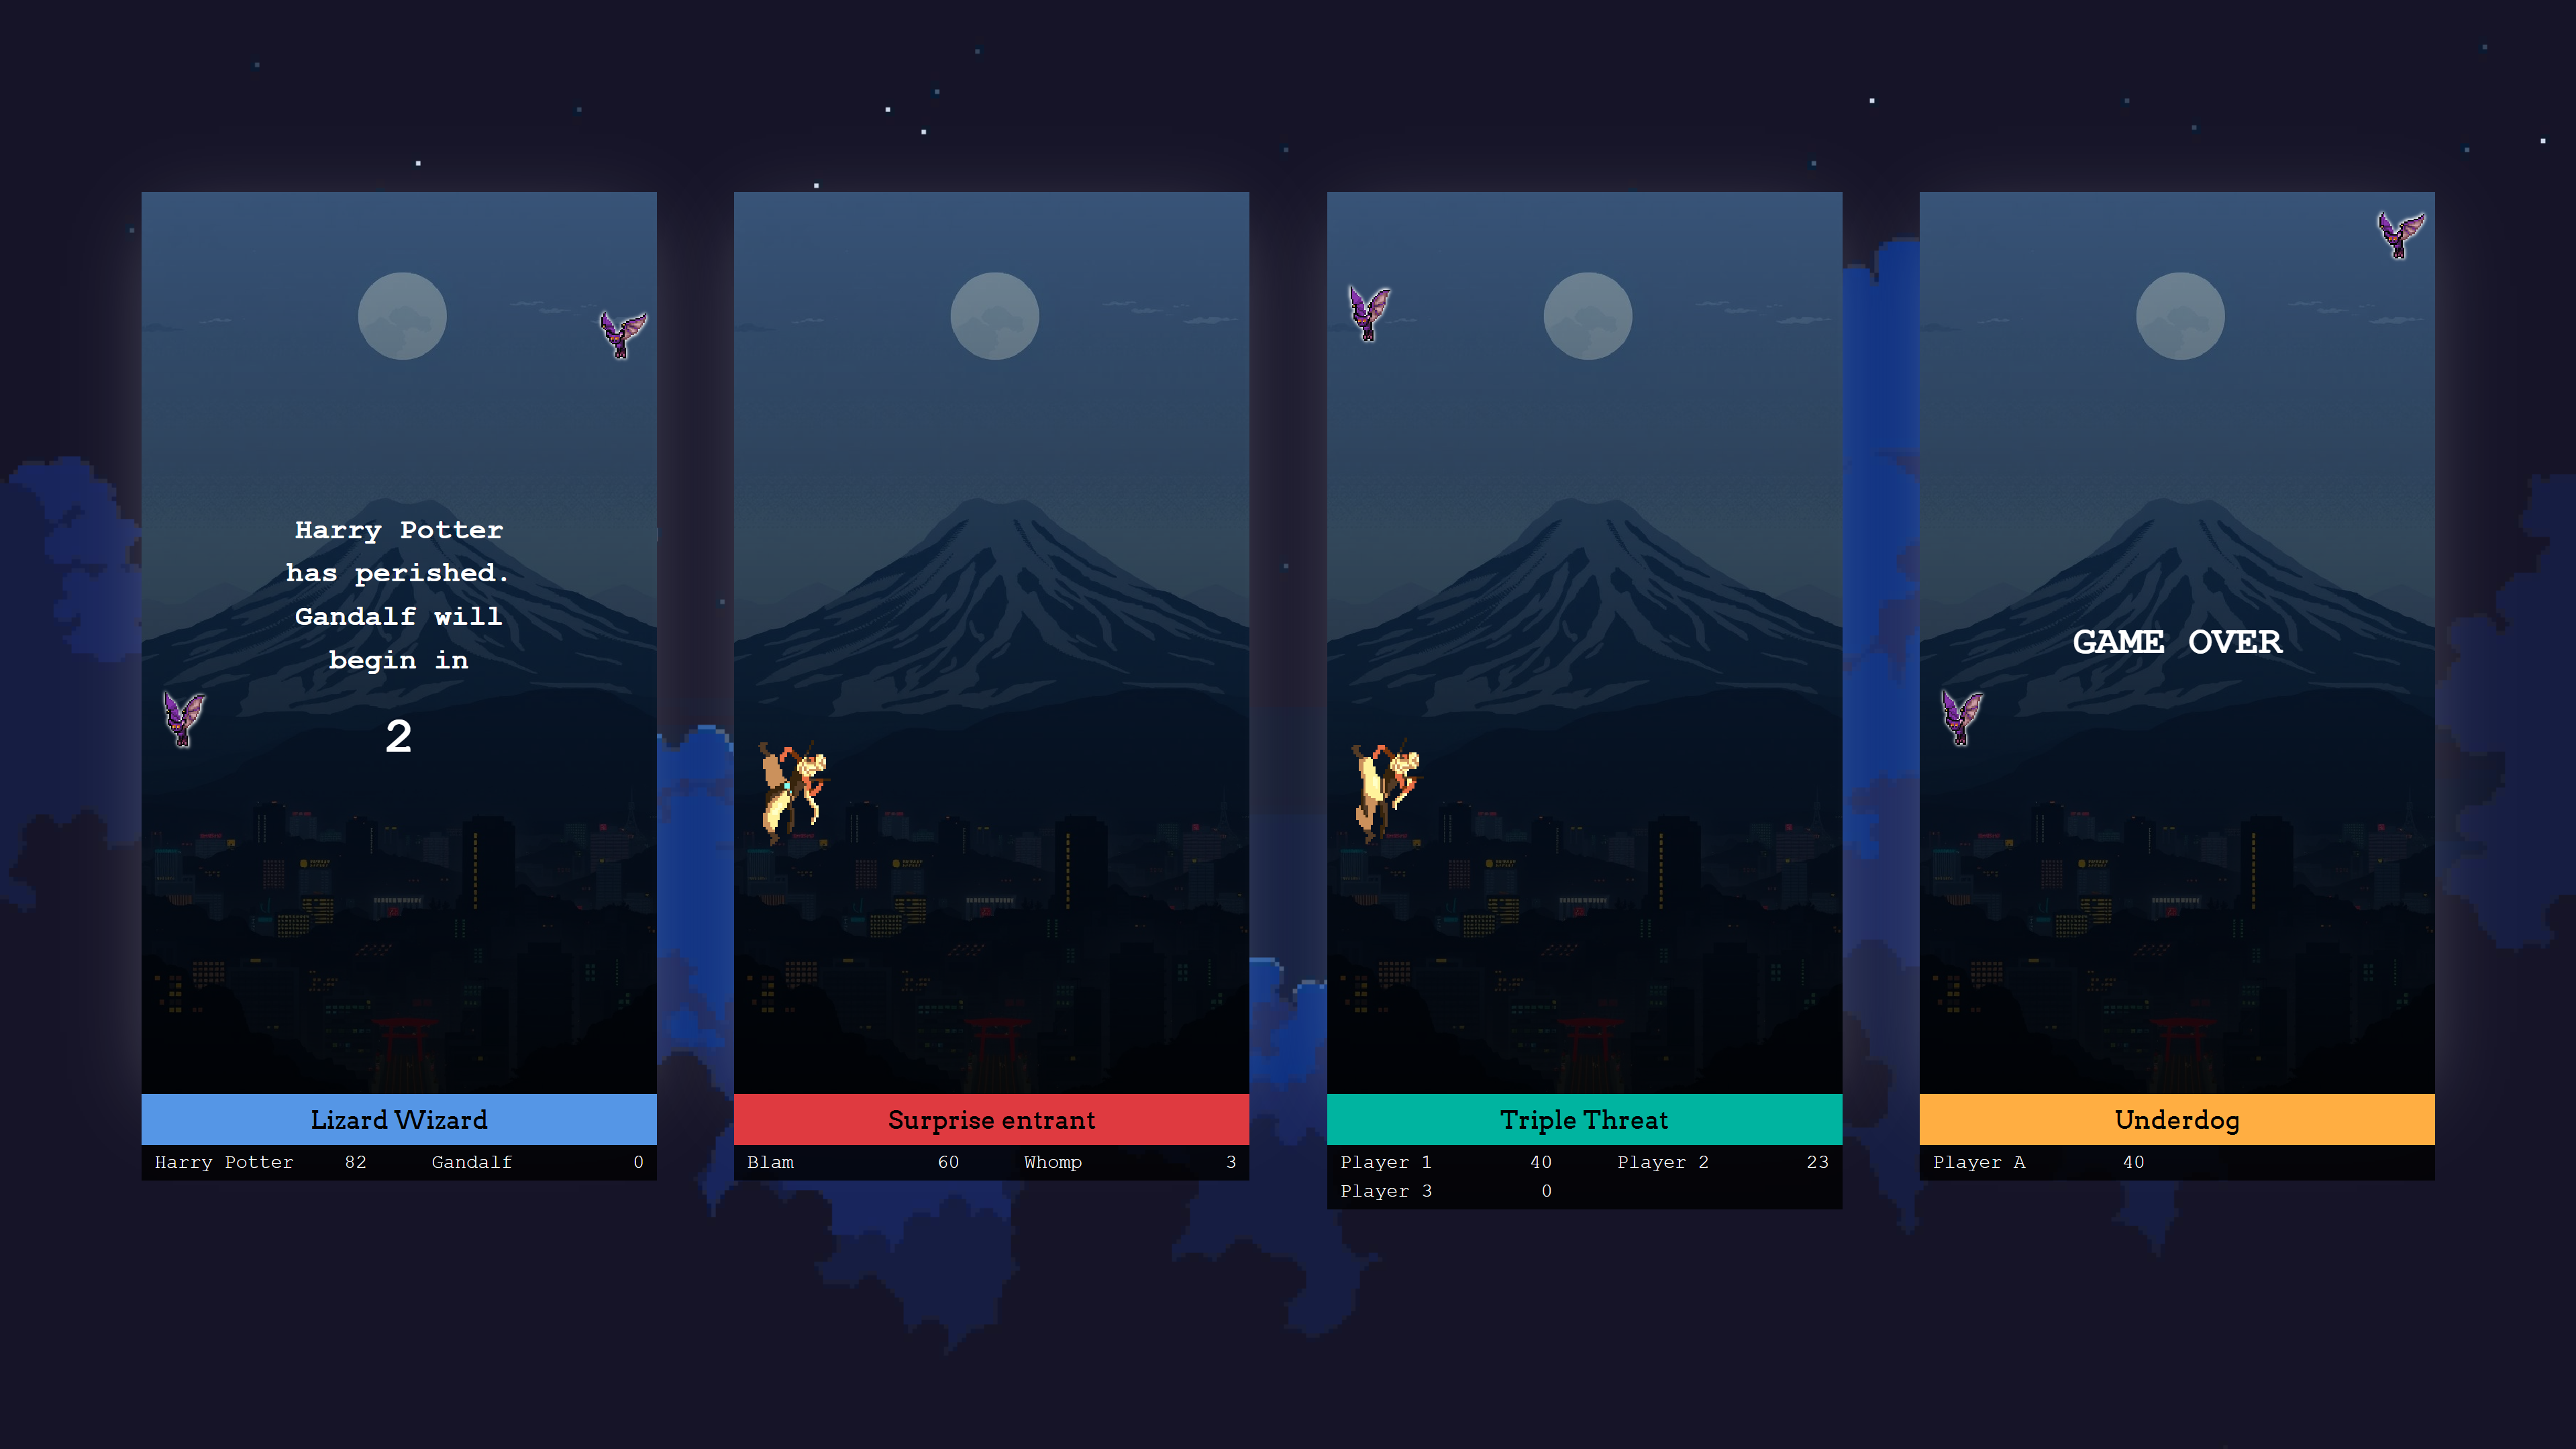 Harry Potter
has perished.
Gandalf will
begin in
2
Lizard Wizard
Harry Potter 82 Gandalf 0
Surprise entrant
Blam 60 Whomp 3
Triple Threat
Player 1 40 Player 2 23
Player 3 0
GAME OVER
Underdog
Player A 40